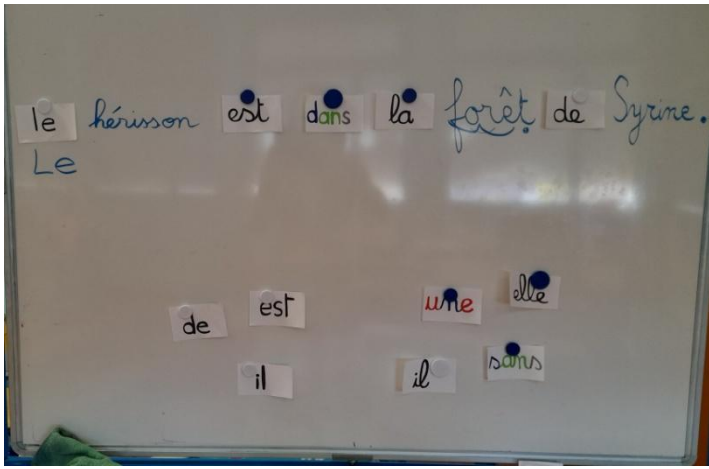 le hérisson est dans la forêt de Syrine.
Le
de est une elle
il il sans